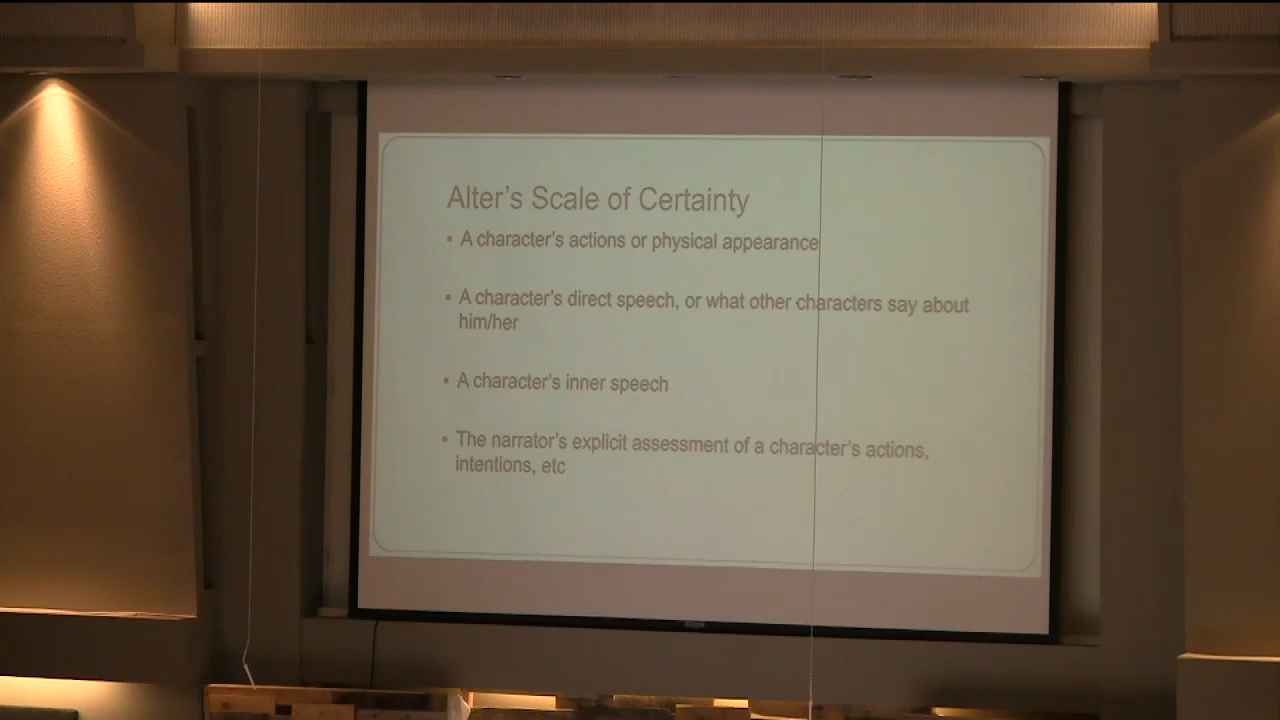 Alter's Scale of Certainty
▪ A character's actions or physical appearance
▪ A character's direct speech, or what other characters say about
him/her
▪ A character's inner speech
▪ The narrator's explicit assessment of a character's actions,
intentions, etc